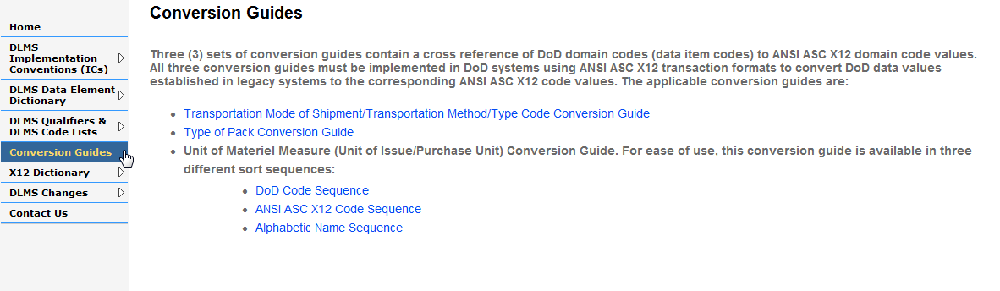 Home
DLMS
Implementation
Conventions (ICs)
DLMS Data Element
Dictionary
DLMS Qualifiers &
DLMS Code Lists
Conversion Guides
X12 Dictionary
DLMS Changes
Contact Us
Conversion Guides
Three (3) sets of conversion guides contain a cross reference of DoD domain codes (data item codes) to ANSI ASC X12 domain code values.
All three conversion guides must be implemented in DoD systems using ANSI ASC X12 transaction formats to convert DoD data values
established in legacy systems to the corresponding ANSI ASC X12 code values. The applicable conversion guides are:
Transportation Mode of Shipment/Transportation Method/Type Code Conversion Guide
Type of Pack Conversion Guide
Unit of Materiel Measure (Unit of Issue/Purchase Unit) Conversion Guide. For ease of use, this conversion guide is available in three
different sort sequences:
DoD Code Sequence
ANSI ASC X12 Code Sequence
Alphabetic Name Sequence